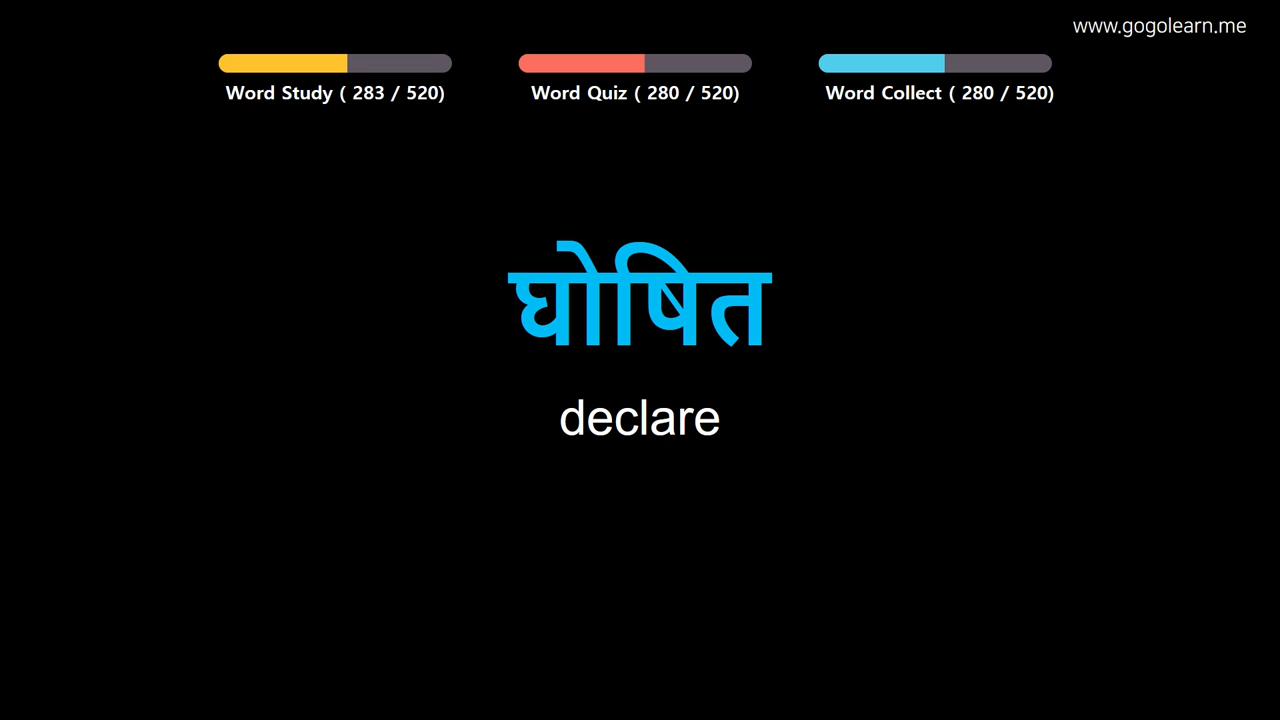 www.gogolearn.me
Word Study ( 283 / 520)
Word Quiz ( 280 / 520)
Word Collect ( 280 / 520)
घोषित
declare